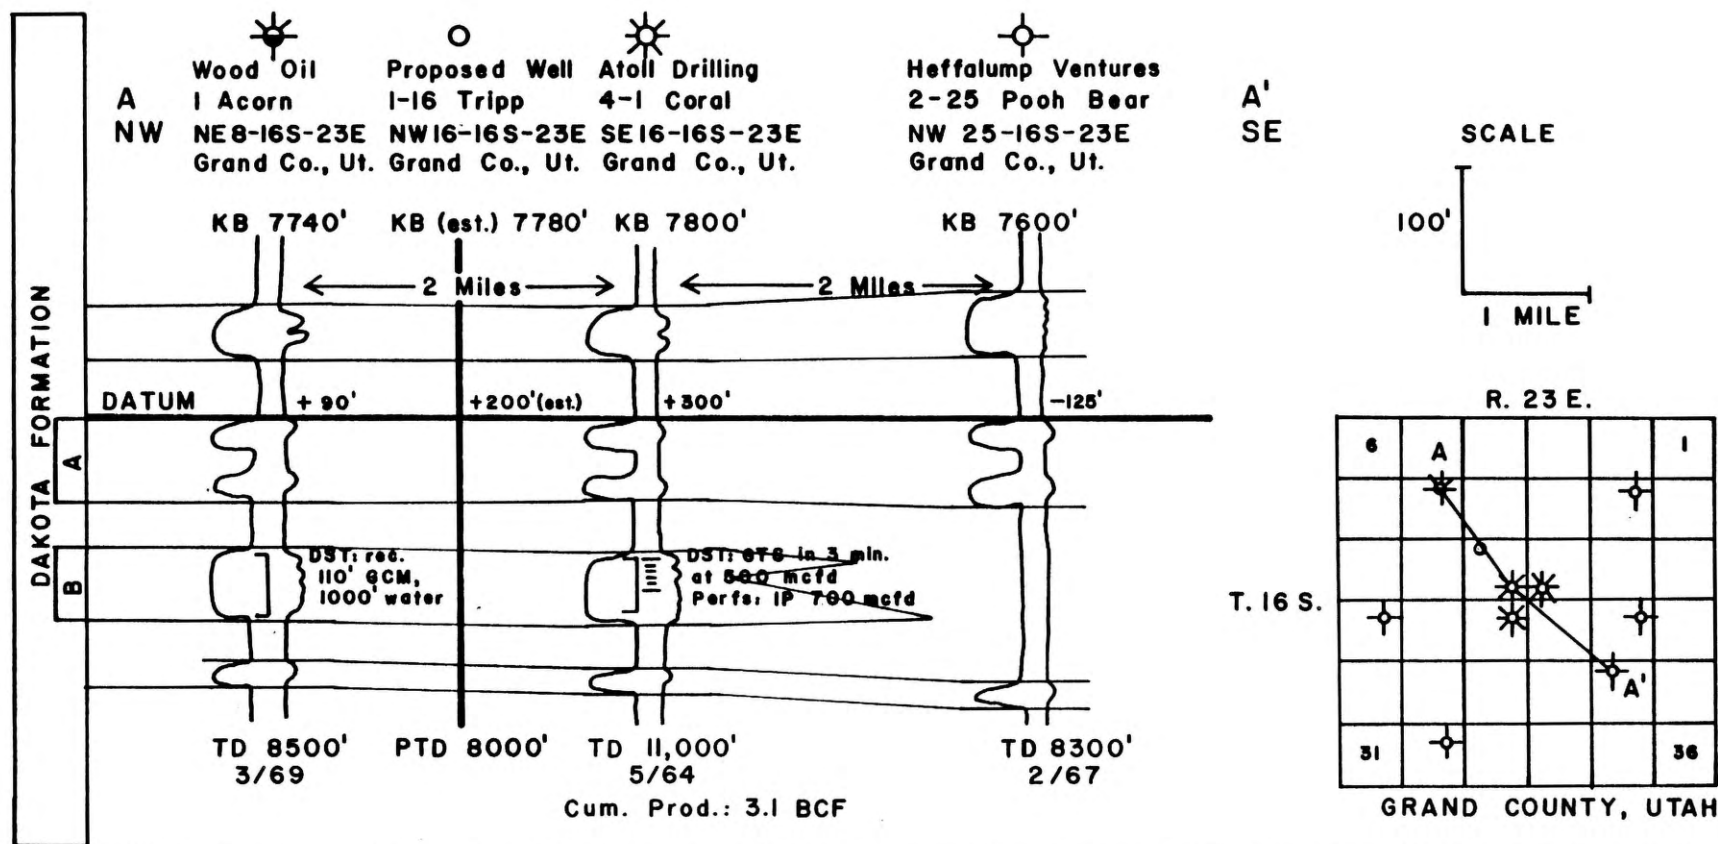 Wood Oil
1 Acorn
NE 8-16S-23E
Grand Co., Ut.
Proposed Well
1-16 Tripp
NW 16-16S-23E
Grand Co., Ut.
Atoll Drilling
4-1 Coral
SE 16-16S-23E
Grand Co., Ut.
Heffalump Ventures
2-25 Pooh Bear
NW 25-16S-23E
Grand Co., Ut.
A
NW
A'
SE
KB 7740'
KB (est.) 7780'
KB 7800'
KB 7600'
2 Miles
2 Miles
DAKOTA FORMATION
A
B
DATUM
+ 90'
+200'(est.)
+300'
-125'
DST: rec.
110' GCM,
1000' water
DST: GTS in 3 min.
at 500 mcfd
Perfs: IP 700 mcfd
TD 8500'
3/69
PTD 8000'
TD 11,000'
5/64
TD 8300'
2/67
Cum. Prod.: 3.1 BCF
SCALE
100'
1 MILE
R. 23 E.
T. 16 S.
6
1
A
A'
31
36
GRAND COUNTY, UTAH